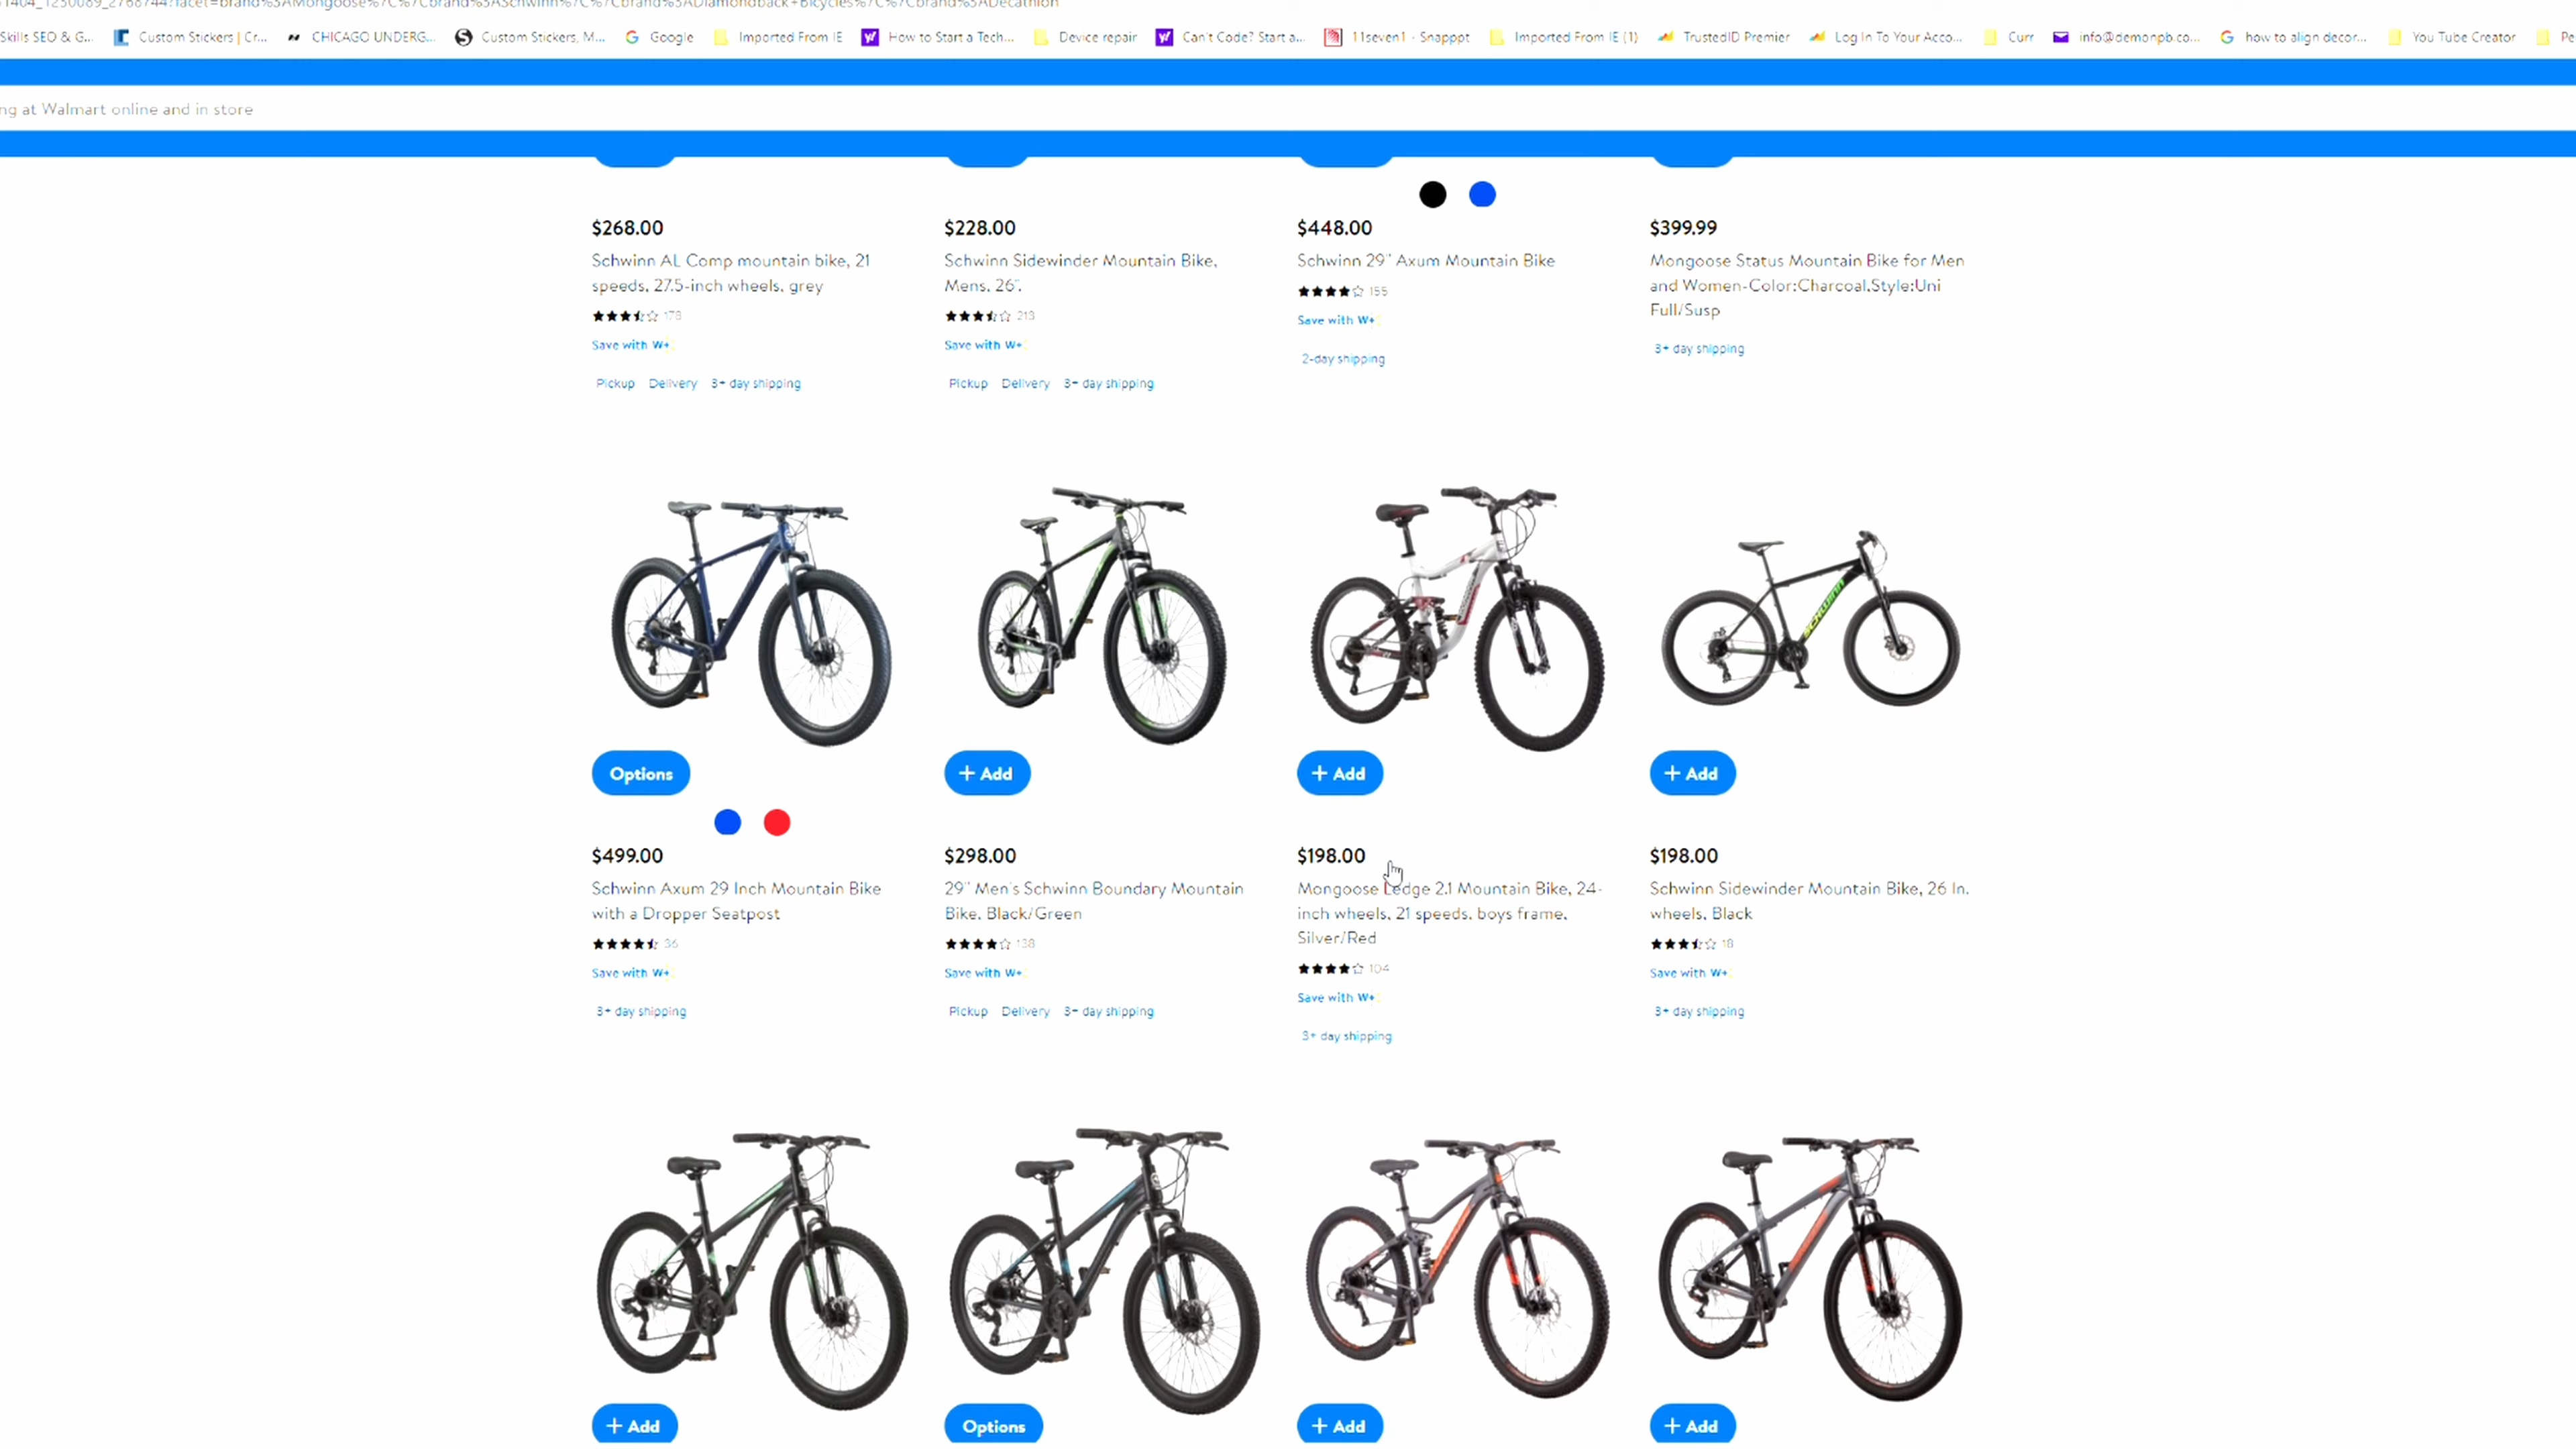 Skills SEO & G... Custom Stickers | Cr... CHICAGO UNDERG... Custom Stickers, M... Google Imported From IE How to Start a Tech... Device repair Can't Code? Start a... 11seven1 - Snapppt Imported From IE (1) TrustedID Premier Log In To Your Acco... Curr info@demonpb.co... how to align decor... You Tube Creator Pe
ng at Walmart online and in store
$268.00
Schwinn AL Comp mountain bike, 21
speeds, 27.5-inch wheels, grey
178
Save with W+
Pickup Delivery 3+ day shipping
$228.00
Schwinn Sidewinder Mountain Bike,
Mens, 26",
213
Save with W+
Pickup Delivery 3+ day shipping
$448.00
Schwinn 29" Axum Mountain Bike
155
Save with W+
2-day shipping
$399.99
Mongoose Status Mountain Bike for Men
and Women-Color:Charcoal,Style:Uni
Full/Susp
3+ day shipping
SCHWINN
Options
+ Add
+ Add
+ Add
$499.00
Schwinn Axum 29 Inch Mountain Bike
with a Dropper Seatpost
36
Save with W+
3+ day shipping
$298.00
29" Men's Schwinn Boundary Mountain
Bike, Black/Green
138
Save with W+
Pickup Delivery 3+ day shipping
$198.00
Mongoose Ledge 2.1 Mountain Bike, 24-
inch wheels, 21 speeds, boys frame,
Silver/Red
104
Save with W+
3+ day shipping
$198.00
Schwinn Sidewinder Mountain Bike, 26 In.
wheels, Black
18
Save with W+
3+ day shipping
+ Add
Options
+ Add
+ Add